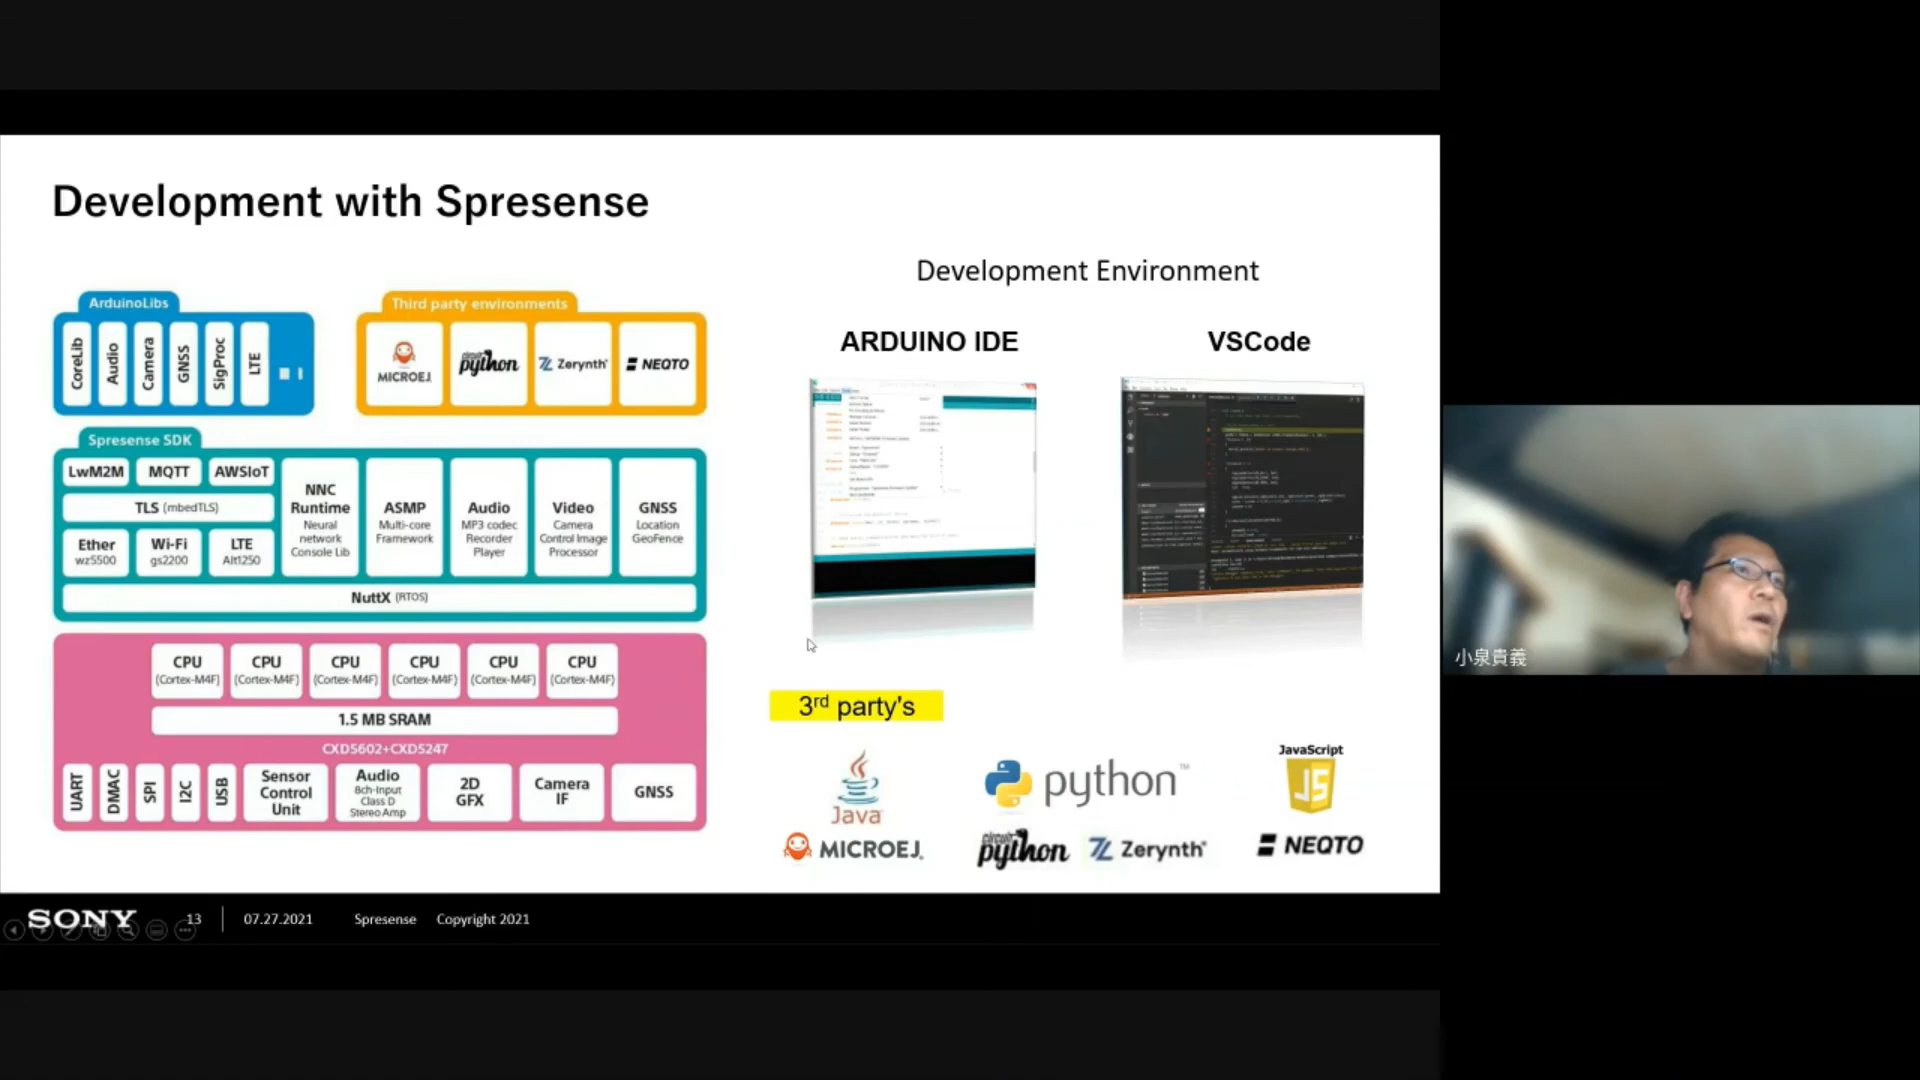 Development with Spresense
ArduinoLibs
CoreLib
Audio
Camera
GNSS
SigProc
LTE
Third party environments
MICROEJ.
circuit python
Zerynth
NEQTO
Spresense SDK
LwM2M
MQTT
AWSIoT
TLS (mbedTLS)
Ether
wz5500
Wi-Fi
gs2200
LTE
Alt1250
NNC
Runtime
Neural
network
Console Lib
ASMP
Multi-core
Framework
Audio
MP3 codec
Recorder
Player
Video
Camera
Control Image
Processor
GNSS
Location
GeoFence
NuttX (RTOS)
CPU
(Cortex-M4F)
CPU
(Cortex-M4F)
CPU
(Cortex-M4F)
CPU
(Cortex-M4F)
CPU
(Cortex-M4F)
CPU
(Cortex-M4F)
1.5 MB SRAM
CXD5602+CXD5247
UART
DMAC
SPI
I2C
USB
Sensor
Control
Unit
Audio
8ch-Input
Class D
Stereo Amp
2D
GFX
Camera
IF
GNSS
Development Environment
ARDUINO IDE
VSCode
3rd party's
Java
python™
JavaScript
JS
MICROEJ.
circuit python
Zerynth
NEQTO
SONY
13
07.27.2021
Spresense
Copyright 2021
小泉貴義